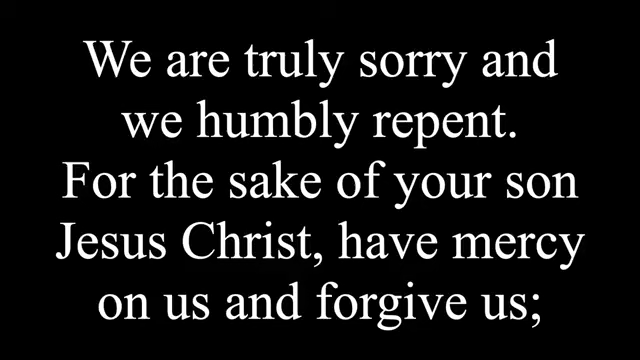 We are truly sorry and
we humbly repent.
For the sake of your son
Jesus Christ, have mercy
on us and forgive us;